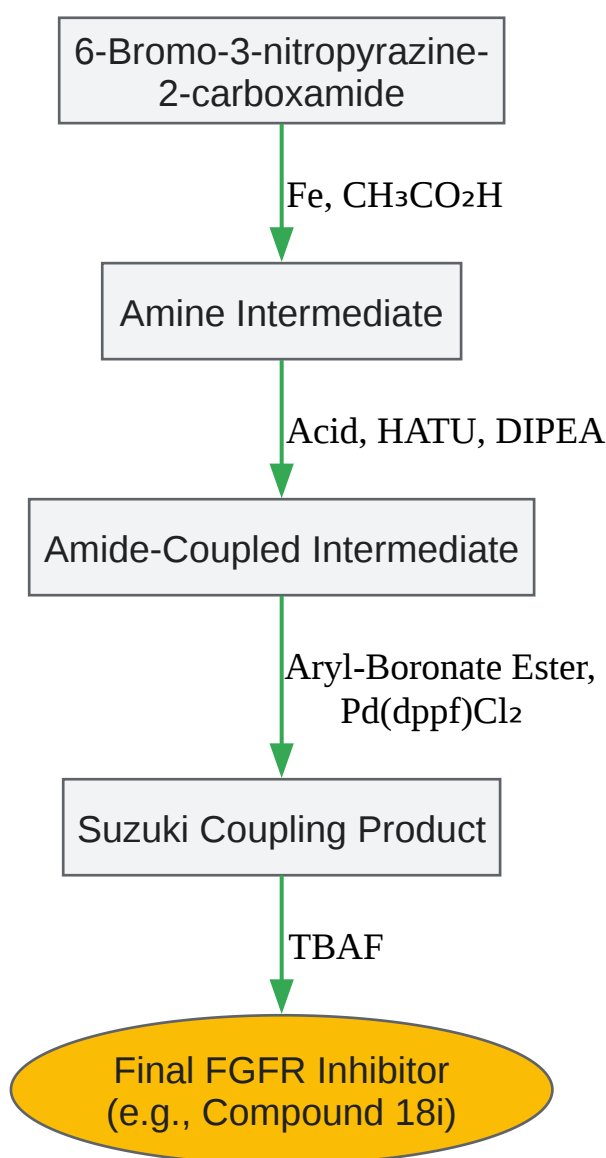 6-Bromo-3-nitropyrazine-
2-carboxamide
Fe, CH₃CO₂H
Amine Intermediate
Acid, HATU, DIPEA
Amide-Coupled Intermediate
Aryl-Boronate Ester,
Pd(dppf)Cl₂
Suzuki Coupling Product
TBAF
Final FGFR Inhibitor
(e.g., Compound 18i)